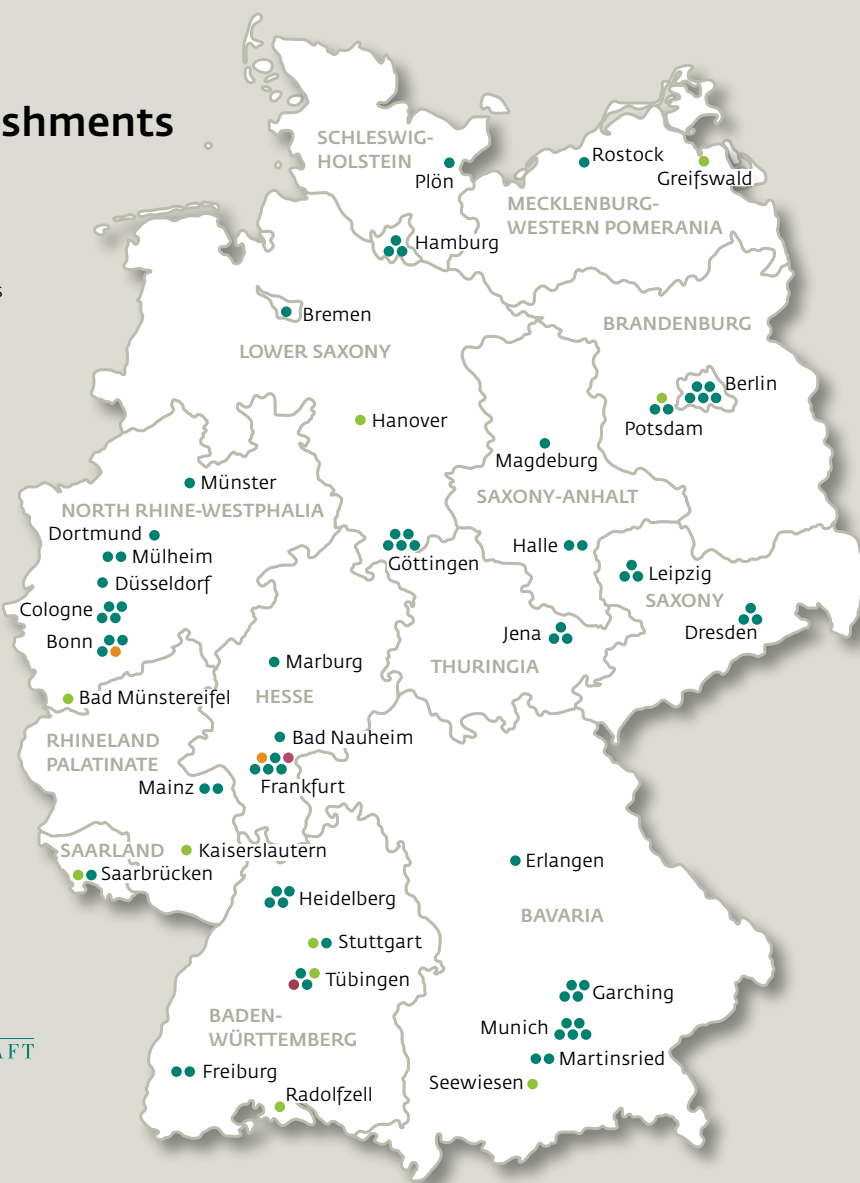 shments
SCHLESWIG-
HOLSTEIN
Plön
Rostock
Greifswald
MECKLENBURG-
WESTERN POMERANIA
Hamburg
s
Bremen
LOWER SAXONY
BRANDENBURG
Berlin
Potsdam
Hanover
Magdeburg
SAXONY-ANHALT
Münster
NORTH RHINE-WESTPHALIA
Dortmund
Mülheim
Düsseldorf
Cologne
Bonn
Göttingen
Halle
Leipzig
SAXONY
Dresden
Jena
THURINGIA
Marburg
HESSE
Bad Münstereifel
RHINELAND
PALATINATE
Bad Nauheim
Frankfurt
Mainz
SAARLAND
Kaiserslautern
Saarbrücken
Erlangen
Heidelberg
BAVARIA
Stuttgart
Tübingen
Garching
BADEN-
WÜRTTEMBERG
Munich
Martinsried
AFT
Freiburg
Seewiesen
Radolfzell